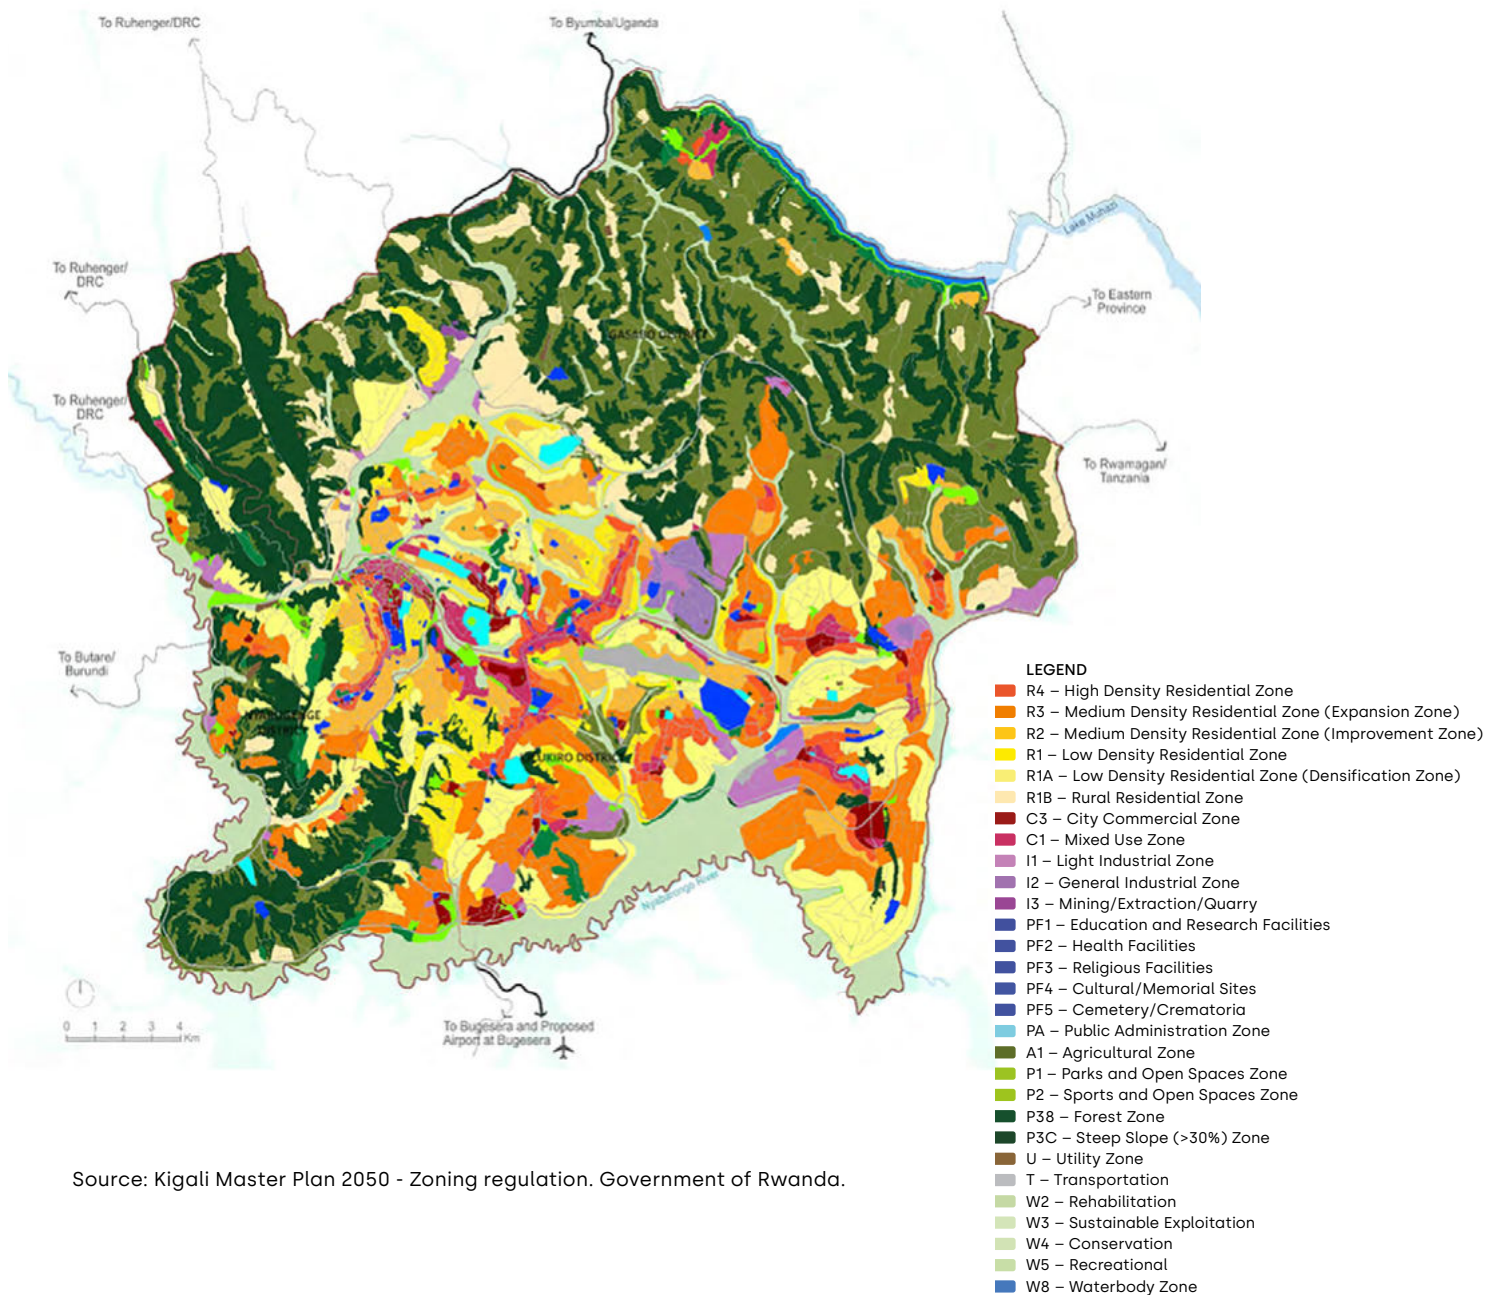 To Ruhenger/DRC
To Byumba/Uganda
Lake Muhazi
To Ruhenger/
DRC
To Eastern
Province
GASABO DISTRICT
To Ruhenger/
DRC
To Rwamagan/
Tanzania
To Butare/
Burundi
NYARUGENGE
DISTRICT
KUKIRO DISTRICT
Nyabarongo River
0 1 2 3 4
Km
To Bugesera and Proposed
Airport at Bugesera
LEGEND
R4 – High Density Residential Zone
R3 – Medium Density Residential Zone (Expansion Zone)
R2 – Medium Density Residential Zone (Improvement Zone)
R1 – Low Density Residential Zone
R1A – Low Density Residential Zone (Densification Zone)
R1B – Rural Residential Zone
C3 – City Commercial Zone
C1 – Mixed Use Zone
I1 – Light Industrial Zone
I2 – General Industrial Zone
I3 – Mining/Extraction/Quarry
PF1 – Education and Research Facilities
PF2 – Health Facilities
PF3 – Religious Facilities
PF4 – Cultural/Memorial Sites
PF5 – Cemetery/Crematoria
PA – Public Administration Zone
A1 – Agricultural Zone
P1 – Parks and Open Spaces Zone
P2 – Sports and Open Spaces Zone
P38 – Forest Zone
P3C – Steep Slope (>30%) Zone
U – Utility Zone
T – Transportation
W2 – Rehabilitation
W3 – Sustainable Exploitation
W4 – Conservation
W5 – Recreational
W8 – Waterbody Zone
Source: Kigali Master Plan 2050 - Zoning regulation. Government of Rwanda.